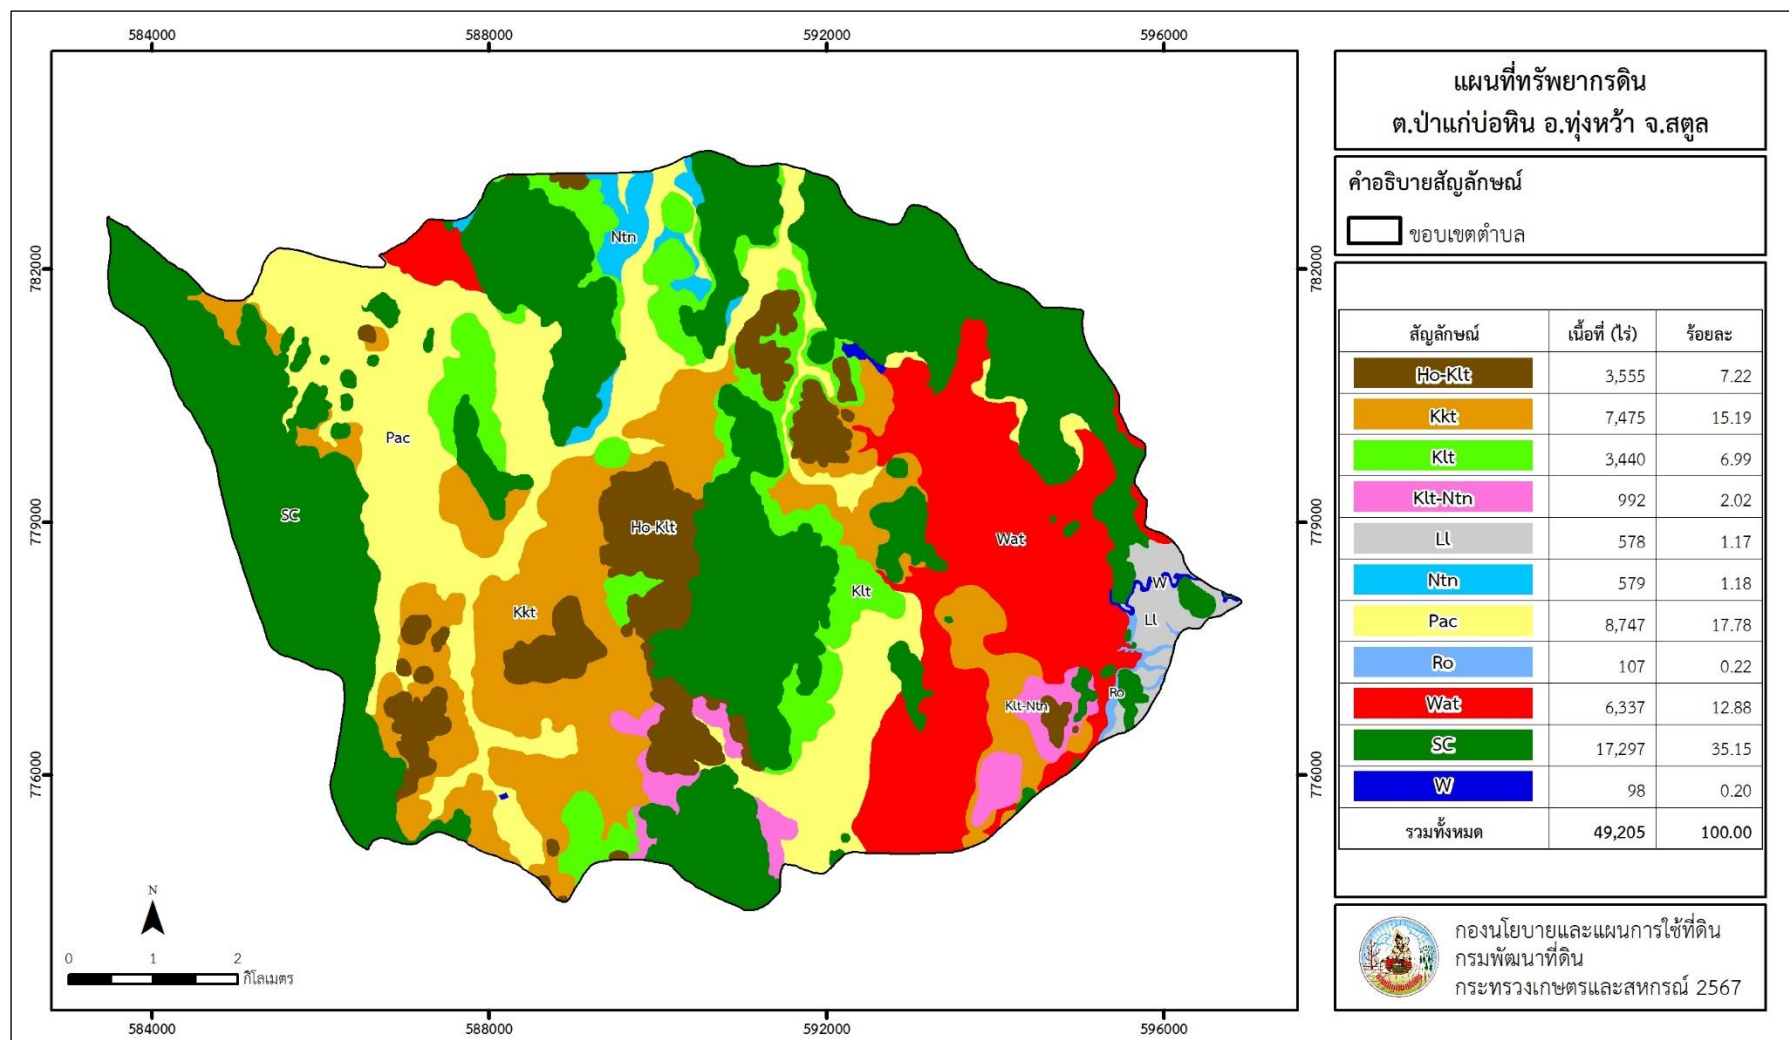 584000 588000 592000 596000
782000 782000
779000 779000
776000 776000
584000 588000 592000 596000
Ntn
Pac
SC
Ho-Klt
Wat
Kkt
Klt
W
Ll
Klt-Ntn
Ro
N
0 1 2
กิโลเมตร
แผนที่ทรัพยากรดิน
ต.ป่าแก่บ่อหิน อ.ทุ่งหว้า จ.สตูล
คำอธิบายสัญลักษณ์
ขอบเขตตำบล
สัญลักษณ์ เนื้อที่ (ไร่) ร้อยละ
Ho-Klt 3,555 7.22
Kkt 7,475 15.19
Klt 3,440 6.99
Klt-Ntn 992 2.02
Ll 578 1.17
Ntn 579 1.18
Pac 8,747 17.78
Ro 107 0.22
Wat 6,337 12.88
SC 17,297 35.15
W 98 0.20
รวมทั้งหมด 49,205 100.00
กองนโยบายและแผนการใช้ที่ดิน
กรมพัฒนาที่ดิน
กระทรวงเกษตรและสหกรณ์ 2567